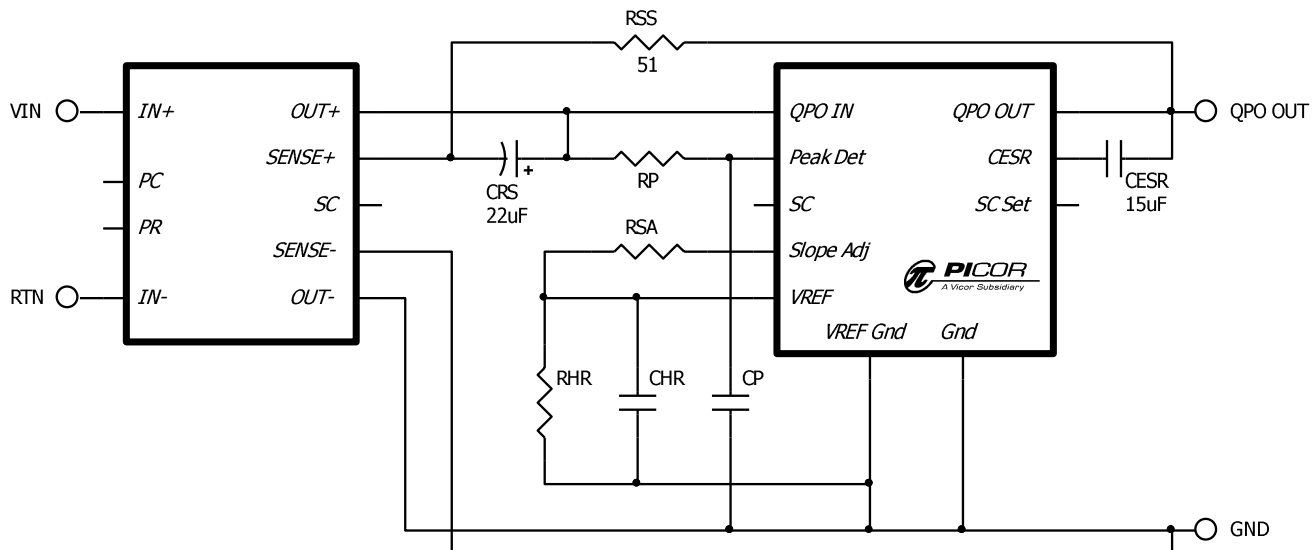 RSS
51
VIN
IN+
OUT+
QPO IN
QPO OUT
QPO OUT
SENSE+
Peak Det
CESR
PC
CRS
22uF
+
RP
CESR
15uF
SC
SC
SC Set
PR
RSA
SENSE-
Slope Adj
PICOR
A Vicor Subsidiary
RTN
IN-
OUT-
VREF
VREF Gnd
Gnd
RHR
CHR
CP
GND